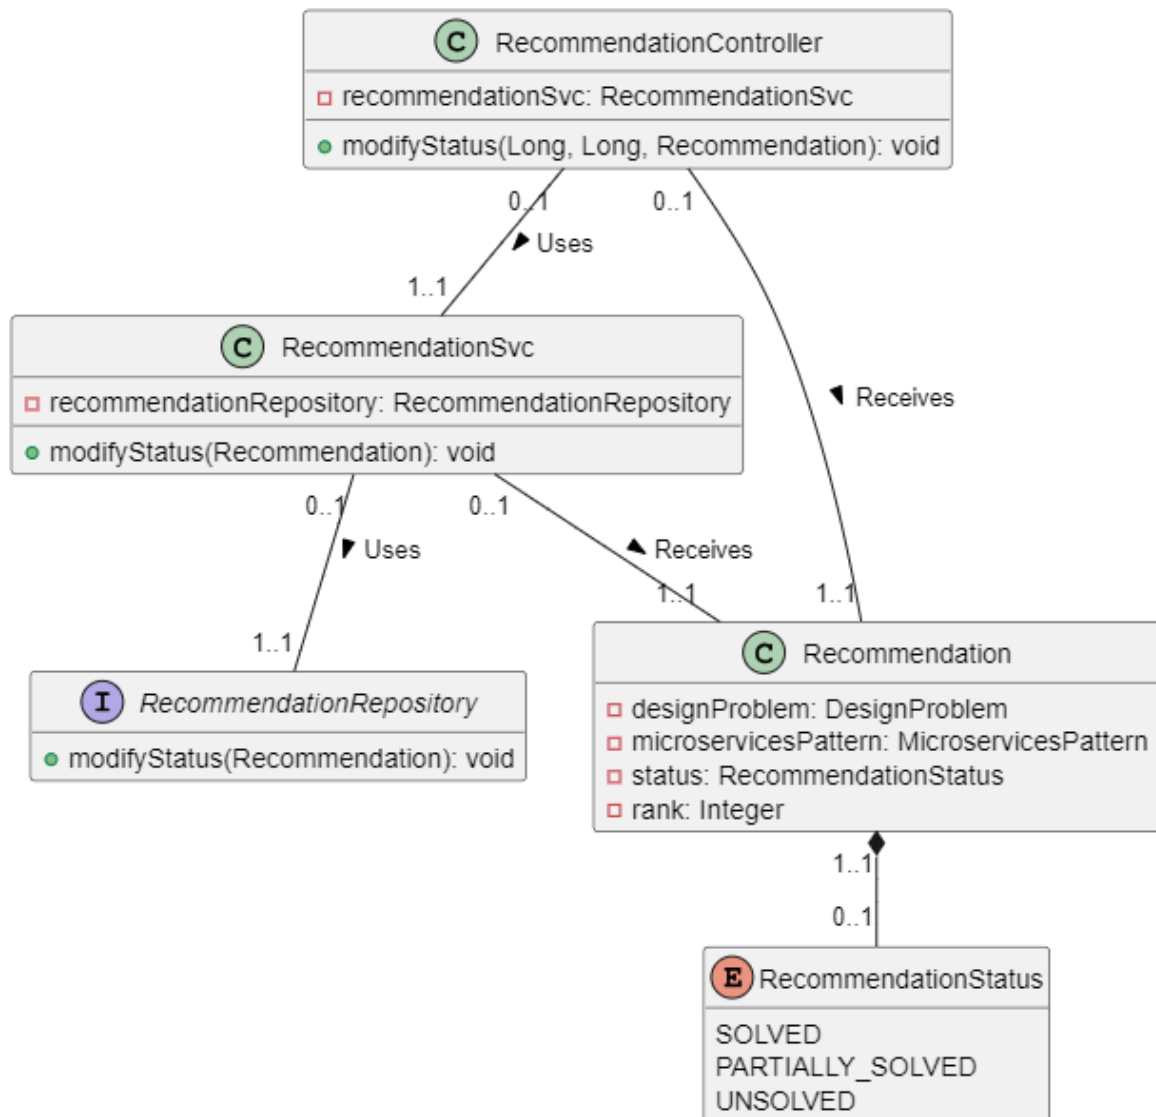 C RecommendationController
recommendationSvc: RecommendationSvc
modifyStatus(Long, Long, Recommendation): void
0..1
0..1
Uses
1..1
C RecommendationSvc
recommendationRepository: RecommendationRepository
modifyStatus(Recommendation): void
Receives
0..1
0..1
Uses
Receives
1..1
1..1
1..1
I RecommendationRepository
modifyStatus(Recommendation): void
C Recommendation
designProblem: DesignProblem
microservicesPattern: MicroservicesPattern
status: RecommendationStatus
rank: Integer
1..1
0..1
E RecommendationStatus
SOLVED
PARTIALLY_SOLVED
UNSOLVED